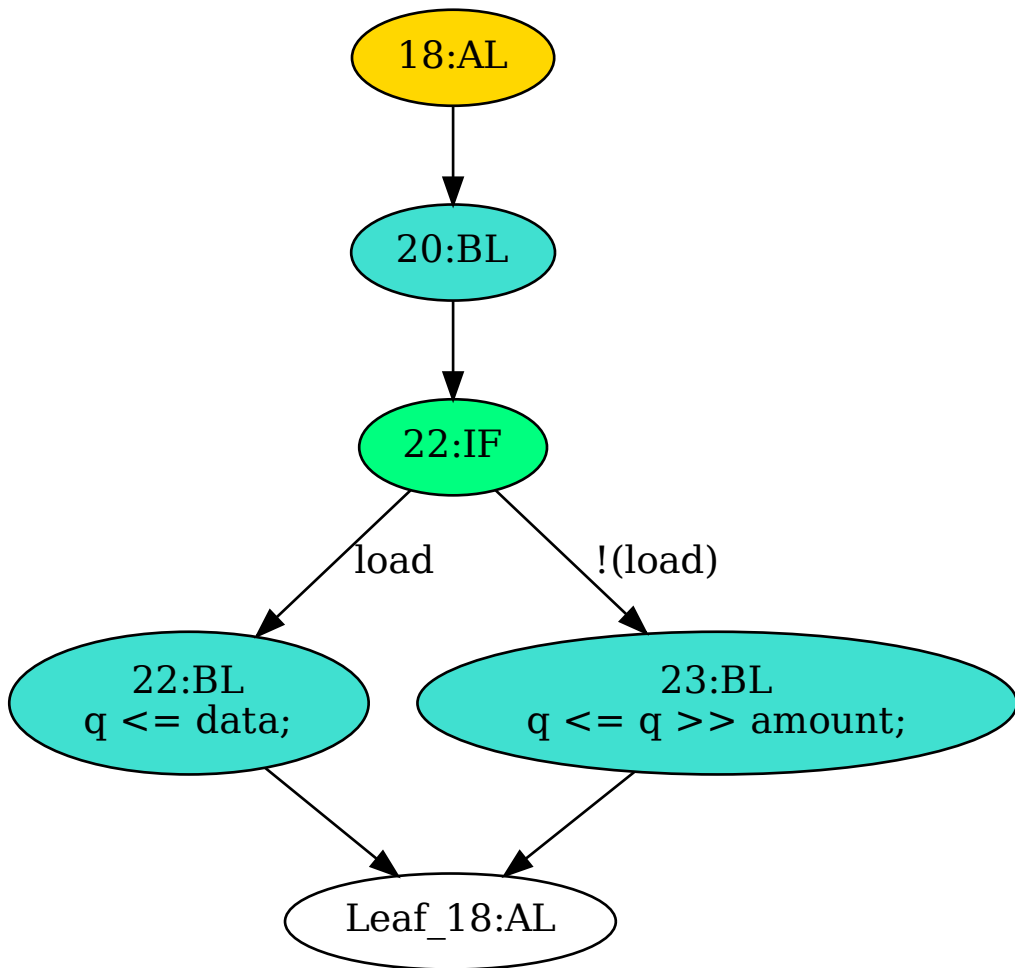 18:AL
20:BL
22:IF
load
!(load)
22:BL
q <= data;
23:BL
q <= q >> amount;
Leaf_18:AL